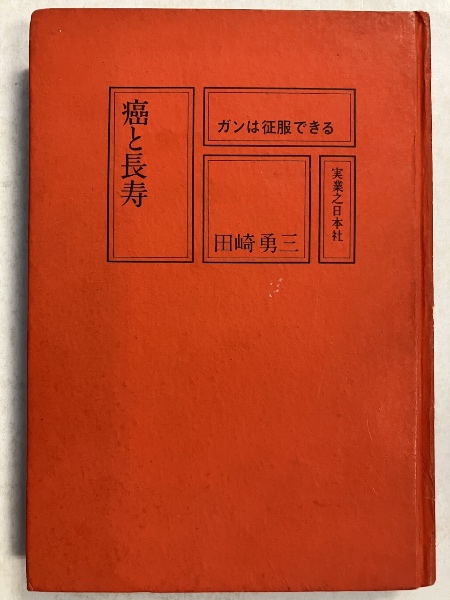 癌と長寿
ガンは征服できる
田崎勇三
実業之日本社